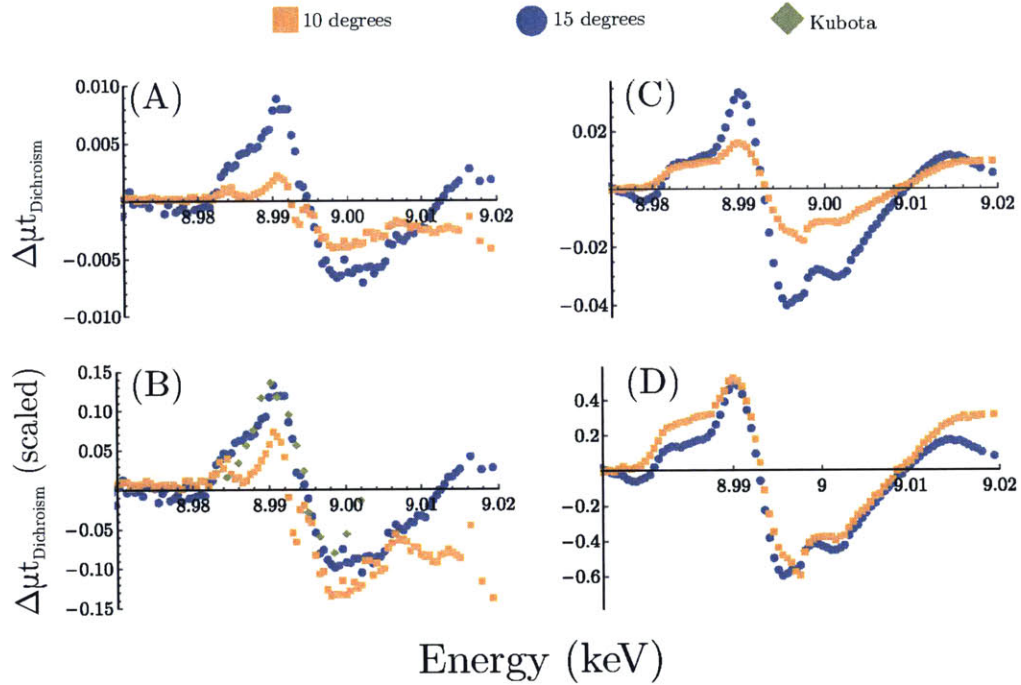 10 degrees 15 degrees Kubota
(A)
0.010
0.005
−0.005
−0.010
8.98 8.99 9.00 9.01 9.02
ΔμtDichroism
(C)
0.02
−0.02
−0.04
8.98 8.99 9.00 9.01 9.02
(B)
0.15
0.10
0.05
−0.05
−0.10
−0.15
8.98 8.99 9.00 9.01 9.02
ΔμtDichroism (scaled)
(D)
0.4
0.2
−0.2
−0.4
−0.6
8.99 9 9.01 9.02
Energy (keV)